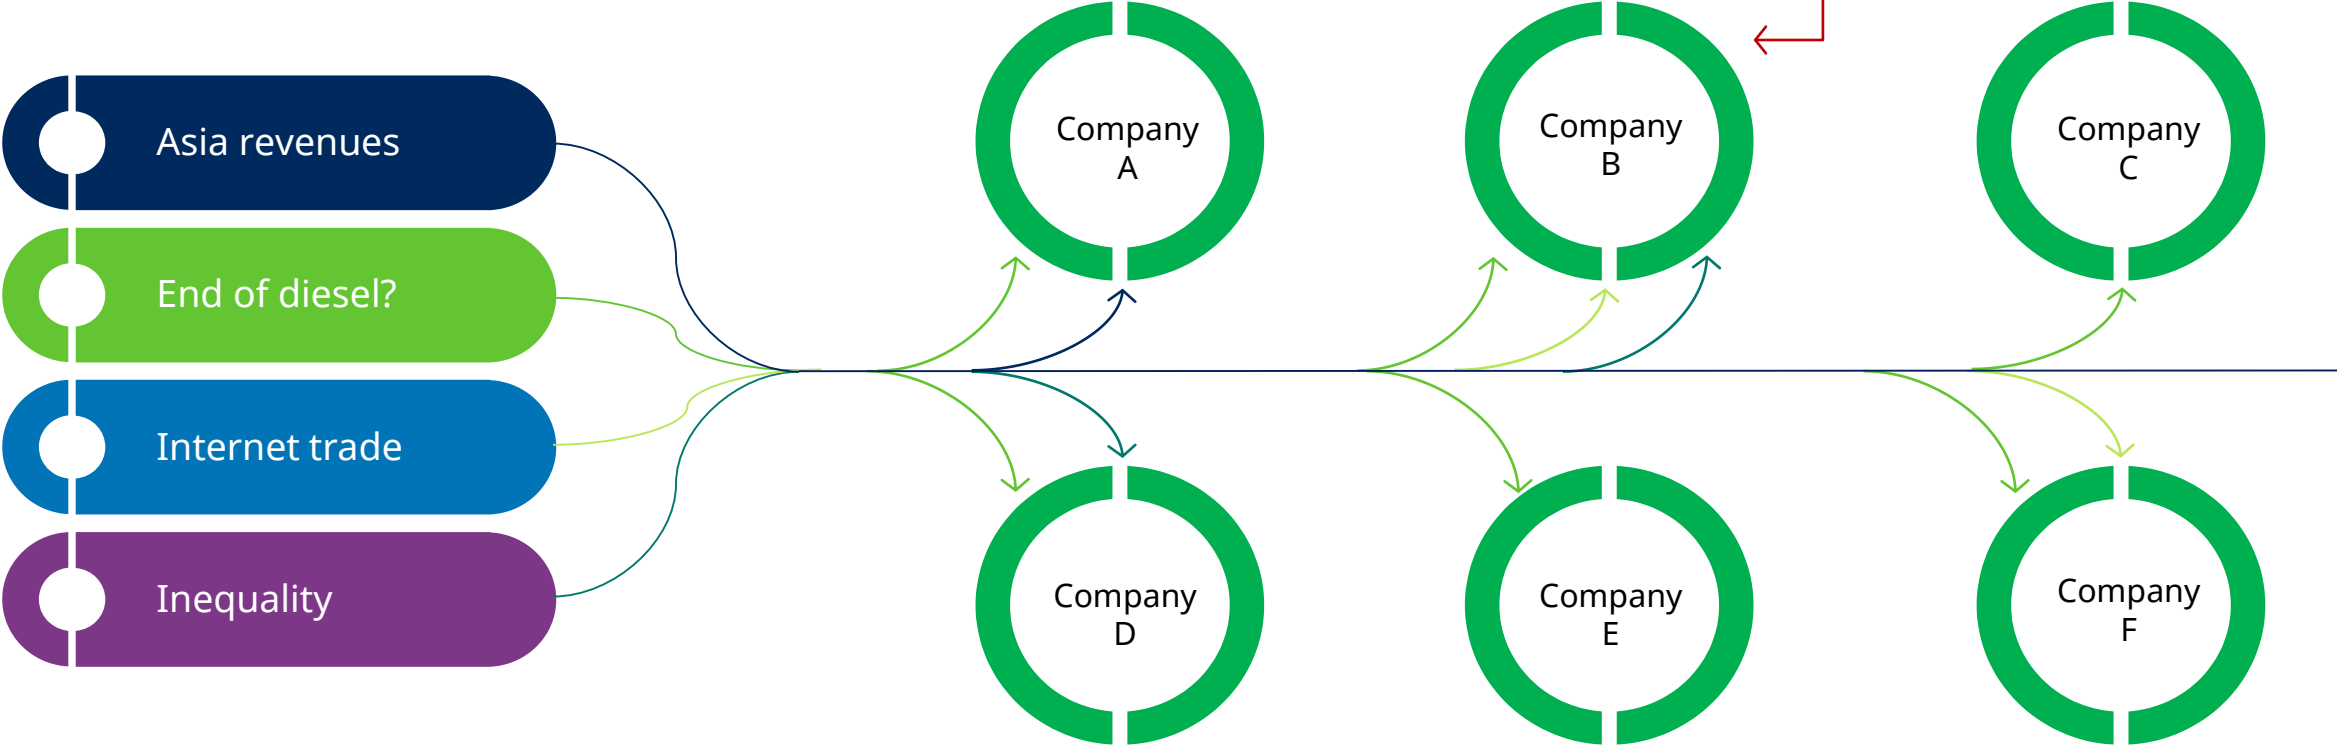 Asia revenues
End of diesel?
Internet trade
Inequality
Company
A
Company
B
Company
C
Company
D
Company
E
Company
F